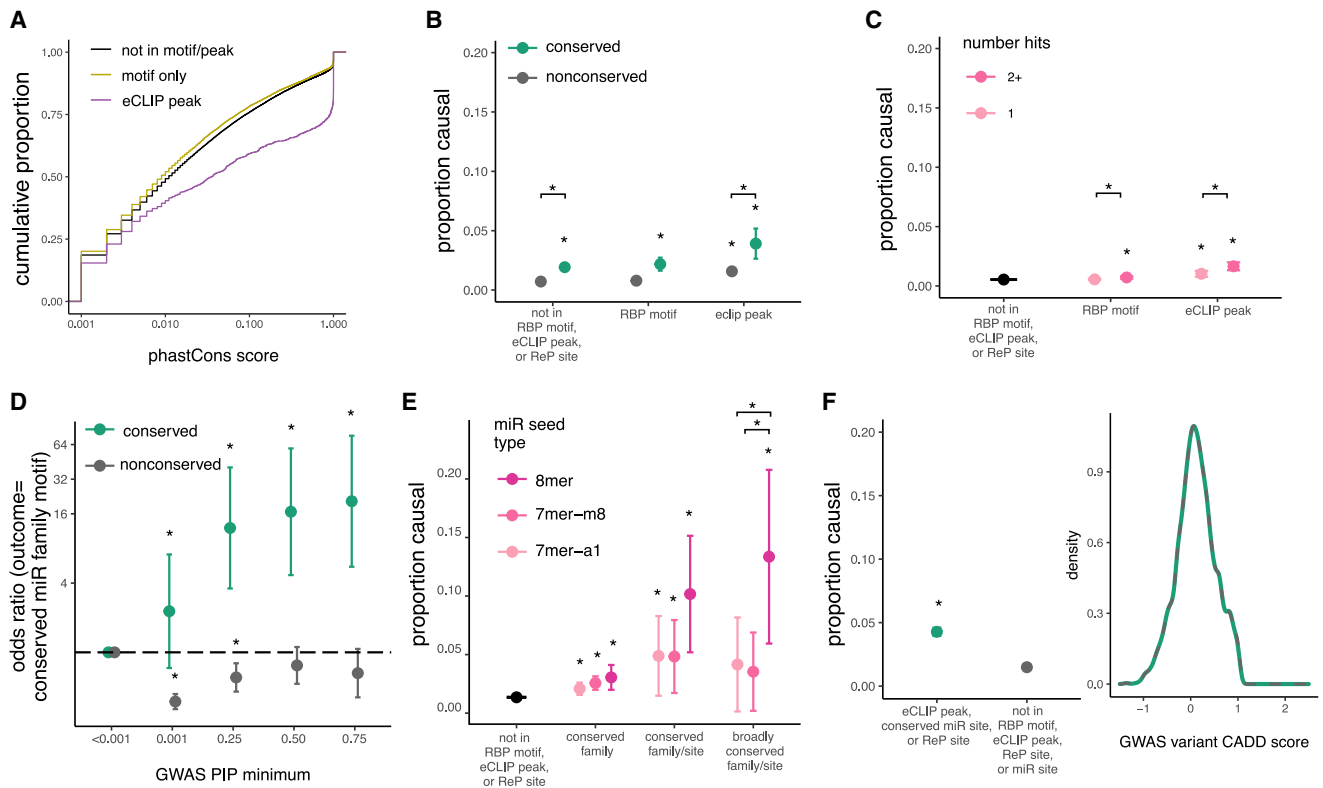 A
not in motif/peak
motif only
eCLIP peak
cumulative proportion
1.00
0.75
0.50
0.25
0.00
0.001
0.010
0.100
1.000
phastCons score
B
conserved
nonconserved
proportion causal
0.20
0.15
0.10
0.05
0.00
*
*
*
*
*
*
not in
RBP motif,
eCLIP peak,
or ReP site
RBP motif
eclip peak
C
number hits
2+
1
proportion causal
0.20
0.15
0.10
0.05
0.00
*
*
*
*
*
not in
RBP motif,
eCLIP peak,
or ReP site
RBP motif
eCLIP peak
D
conserved
nonconserved
odds ratio (outcome=
conserved miR family motif)
64
32
16
4
*
*
*
*
*
*
<0.001
0.001
0.25
0.50
0.75
GWAS PIP minimum
E
miR seed
type
8mer
7mer−m8
7mer−a1
proportion causal
0.20
0.15
0.10
0.05
0.00
*
*
*
*
*
*
*
*
*
not in
RBP motif,
eCLIP peak,
or ReP site
conserved
family
conserved
family/site
broadly
conserved
family/site
F
proportion causal
0.20
0.15
0.10
0.05
0.00
*
eCLIP peak,
conserved miR site,
or ReP site
not in
RBP motif,
eCLIP peak,
ReP site,
or miR site
density
0.9
0.6
0.3
0.0
−1
0
1
2
GWAS variant CADD score